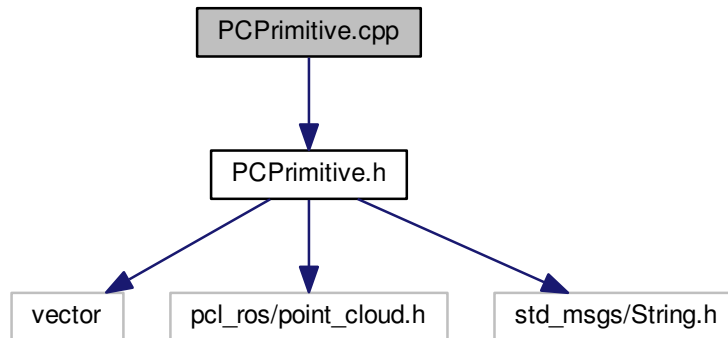 PCPrimitive.cpp
PCPrimitive.h
vector
pcl_ros/point_cloud.h
std_msgs/String.h